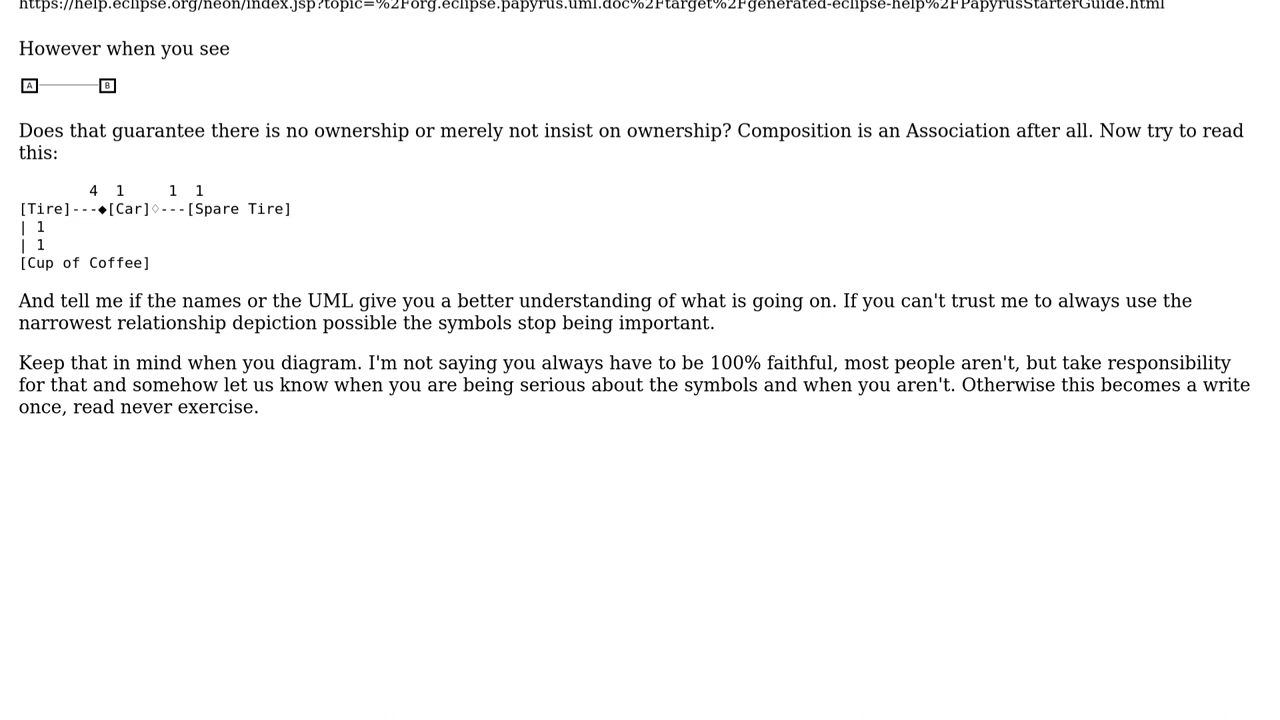 https://help.eclipse.org/neon/index.jsp?topic=%2Forg.eclipse.papyrus.uml.doc%2Ftarget%2Fgenerated-eclipse-help%2FPapyrusStarterGuide.html
However when you see
A B
Does that guarantee there is no ownership or merely not insist on ownership? Composition is an Association after all. Now try to read
this:
        4  1     1  1
[Tire]---◆[Car]♢---[Spare Tire]
| 1
| 1
[Cup of Coffee]
And tell me if the names or the UML give you a better understanding of what is going on. If you can't trust me to always use the
narrowest relationship depiction possible the symbols stop being important.
Keep that in mind when you diagram. I'm not saying you always have to be 100% faithful, most people aren't, but take responsibility
for that and somehow let us know when you are being serious about the symbols and when you aren't. Otherwise this becomes a write
once, read never exercise.